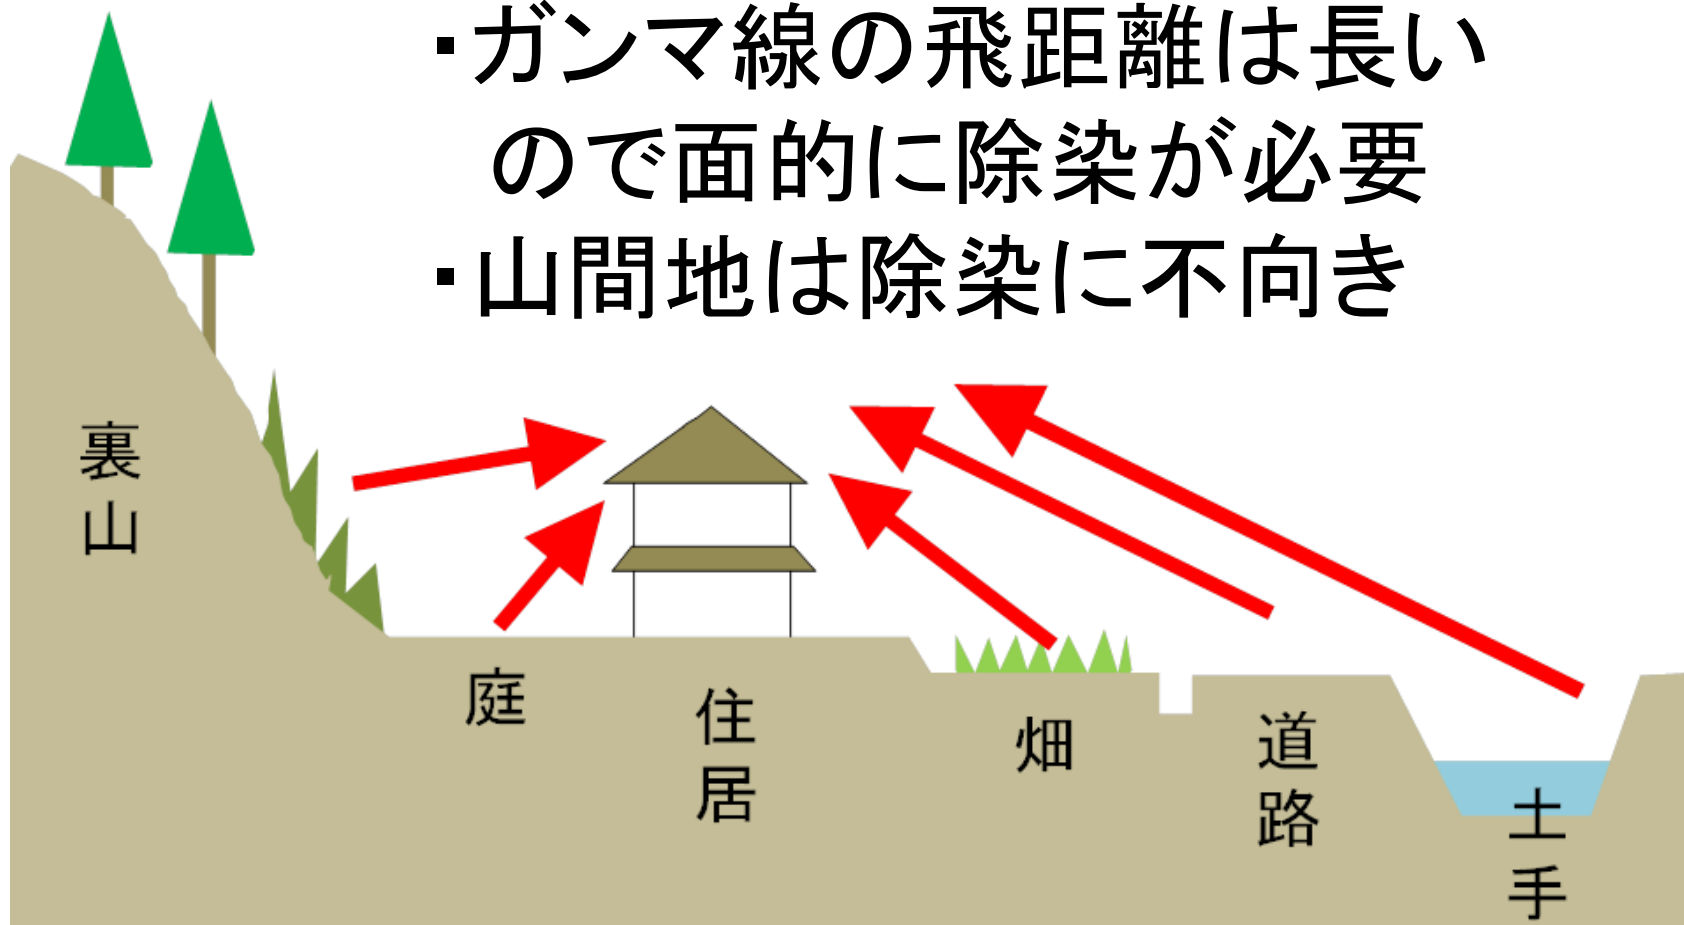 ・ガンマ線の飛距離は長い
ので面的に除染が必要
・山間地は除染に不向き
裏山
庭
住居
畑
道路
土手